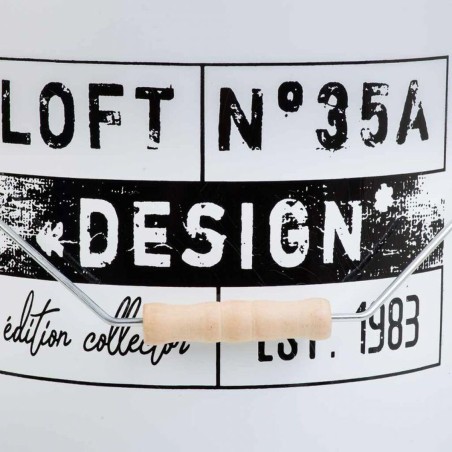 LOFT N° 35A
DESIGN*
édition collector EST. 1983